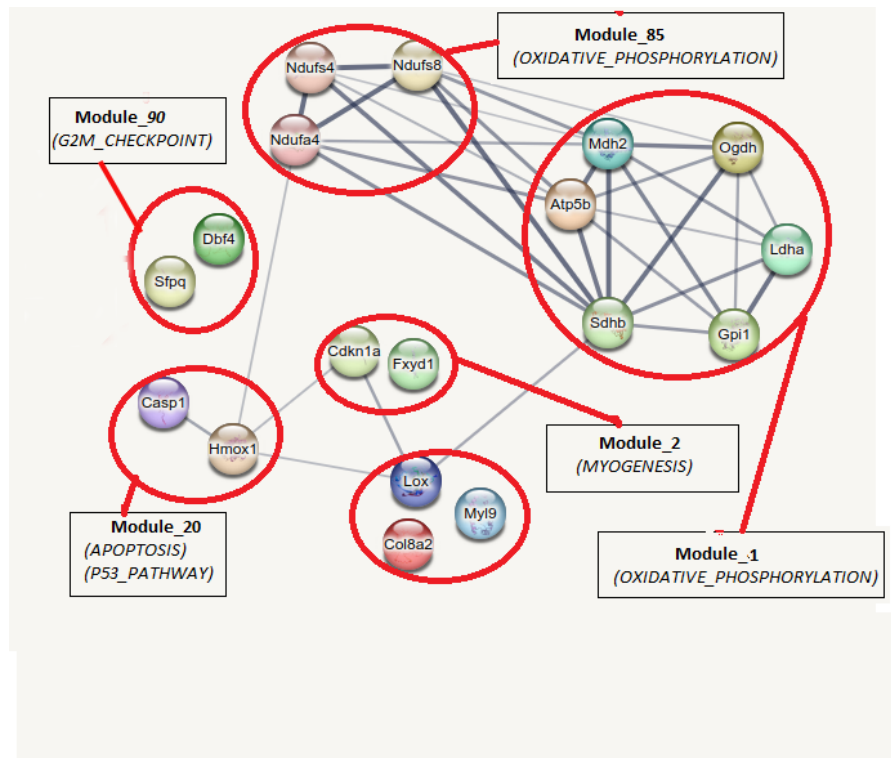 Module_85
(OXIDATIVE_PHOSPHORYLATION)
Ndufs4
Ndufs8
Module_90
(G2M_CHECKPOINT)
Ndufa4
Mdh2
Ogdh
Atp5b
Dbf4
Ldha
Sfpq
Sdhb
Gpi1
Cdkn1a
Fxyd1
Casp1
Hmox1
Module_2
(MYOGENESIS)
Lox
Myl9
Col8a2
Module_20
(APOPTOSIS)
(P53_PATHWAY)
Module_1
(OXIDATIVE_PHOSPHORYLATION)